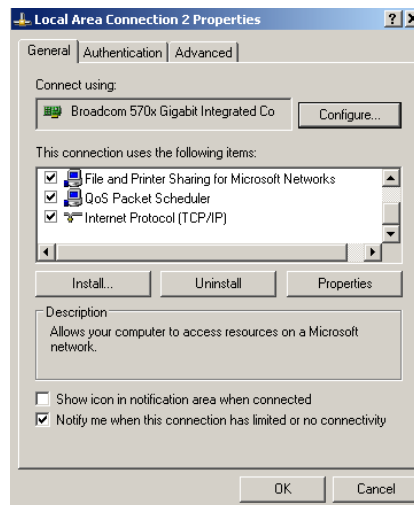 Local Area Connection 2 Properties
General Authentication Advanced
Connect using:
Broadcom 570x Gigabit Integrated Co Configure...
This connection uses the following items:
File and Printer Sharing for Microsoft Networks
QoS Packet Scheduler
Internet Protocol (TCP/IP)
Install... Uninstall Properties
Description
Allows your computer to access resources on a Microsoft
network.
Show icon in notification area when connected
Notify me when this connection has limited or no connectivity
OK Cancel